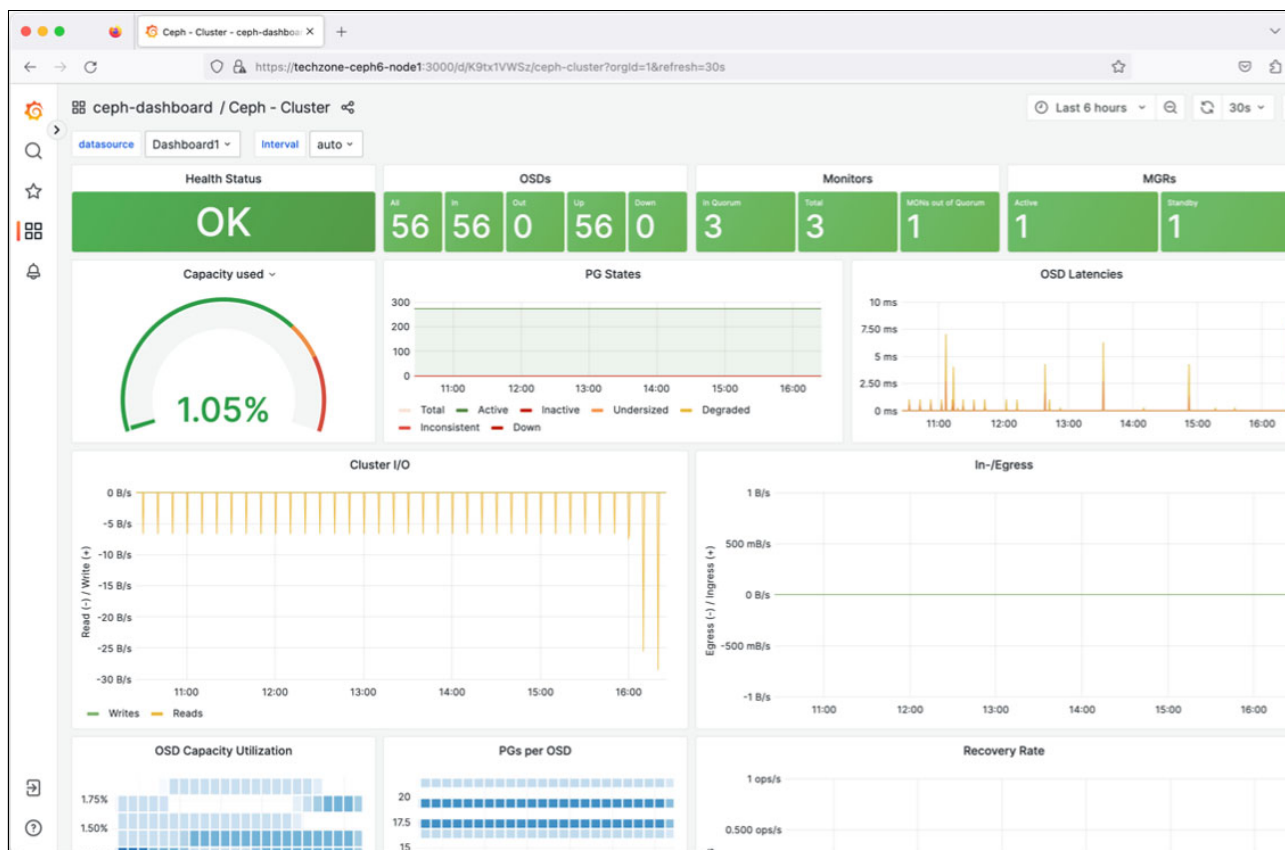 Ceph - Cluster - ceph-dashboa
https://techzone-ceph6-node1:3000/d/K9tx1VWSz/ceph-cluster?orgId=1&refresh=30s
ceph-dashboard / Ceph - Cluster
Last 6 hours
30s
datasource
Dashboard1
Interval
auto
Health Status
OK
OSDs
All
56
In
56
Out
0
Up
56
Down
0
Monitors
In Quorum
3
Total
3
MONs out of Quorum
1
MGRs
Active
1
Standby
1
Capacity used
1.05%
PG States
300
200
100
0
11:00 12:00 13:00 14:00 15:00 16:00
Total Active Inactive Undersized Degraded
Inconsistent Down
OSD Latencies
10 ms
7.50 ms
5 ms
2.50 ms
0 ms
11:00 12:00 13:00 14:00 15:00 16:00
Cluster I/O
Read (-) / Write (+)
0 B/s
-5 B/s
-10 B/s
-15 B/s
-20 B/s
-25 B/s
-30 B/s
11:00 12:00 13:00 14:00 15:00 16:00
Writes Reads
In-/Egress
Egress (-) / Ingress (+)
1 B/s
500 mB/s
0 B/s
-500 mB/s
-1 B/s
11:00 12:00 13:00 14:00 15:00 16:00
OSD Capacity Utilization
1.75%
1.50%
PGs per OSD
20
17.5
15
Recovery Rate
1 ops/s
0.500 ops/s